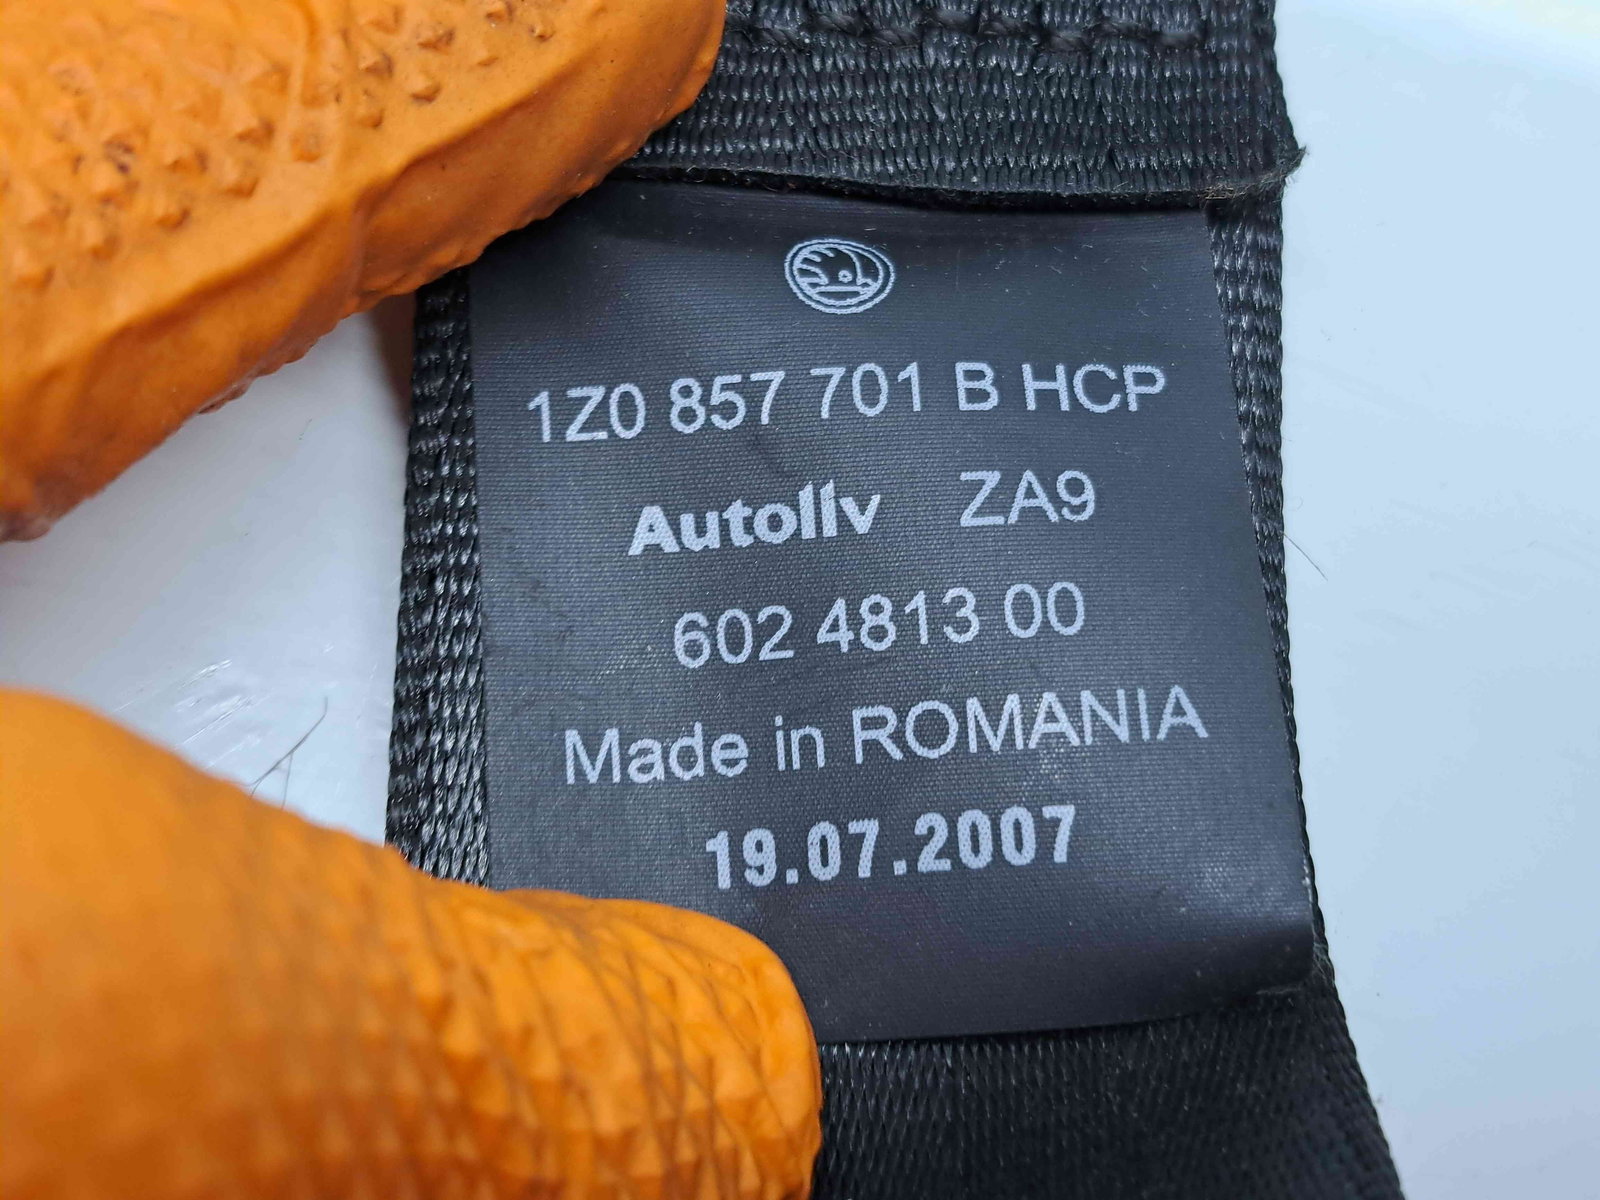 1Z0 857 701 B HCP
Autoliv ZA9
602 4813 00
Made in ROMANIA
19.07.2007